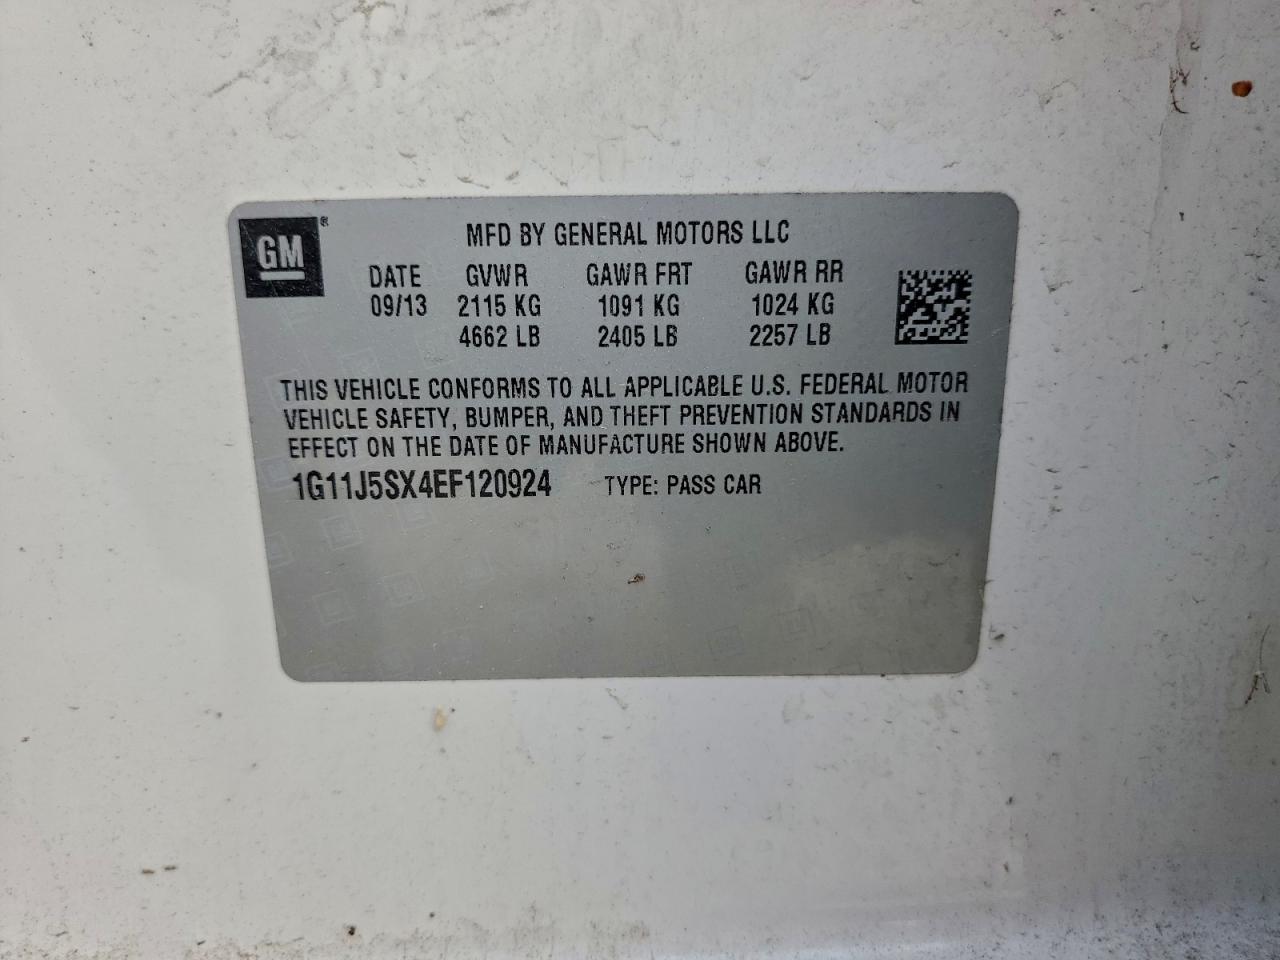 GM ®
MFD BY GENERAL MOTORS LLC
DATE GVWR GAWR FRT GAWR RR
09/13 2115 KG 1091 KG 1024 KG
4662 LB 2405 LB 2257 LB
THIS VEHICLE CONFORMS TO ALL APPLICABLE U.S. FEDERAL MOTOR
VEHICLE SAFETY, BUMPER, AND THEFT PREVENTION STANDARDS IN
EFFECT ON THE DATE OF MANUFACTURE SHOWN ABOVE.
1G11J5SX4EF120924 TYPE: PASS CAR